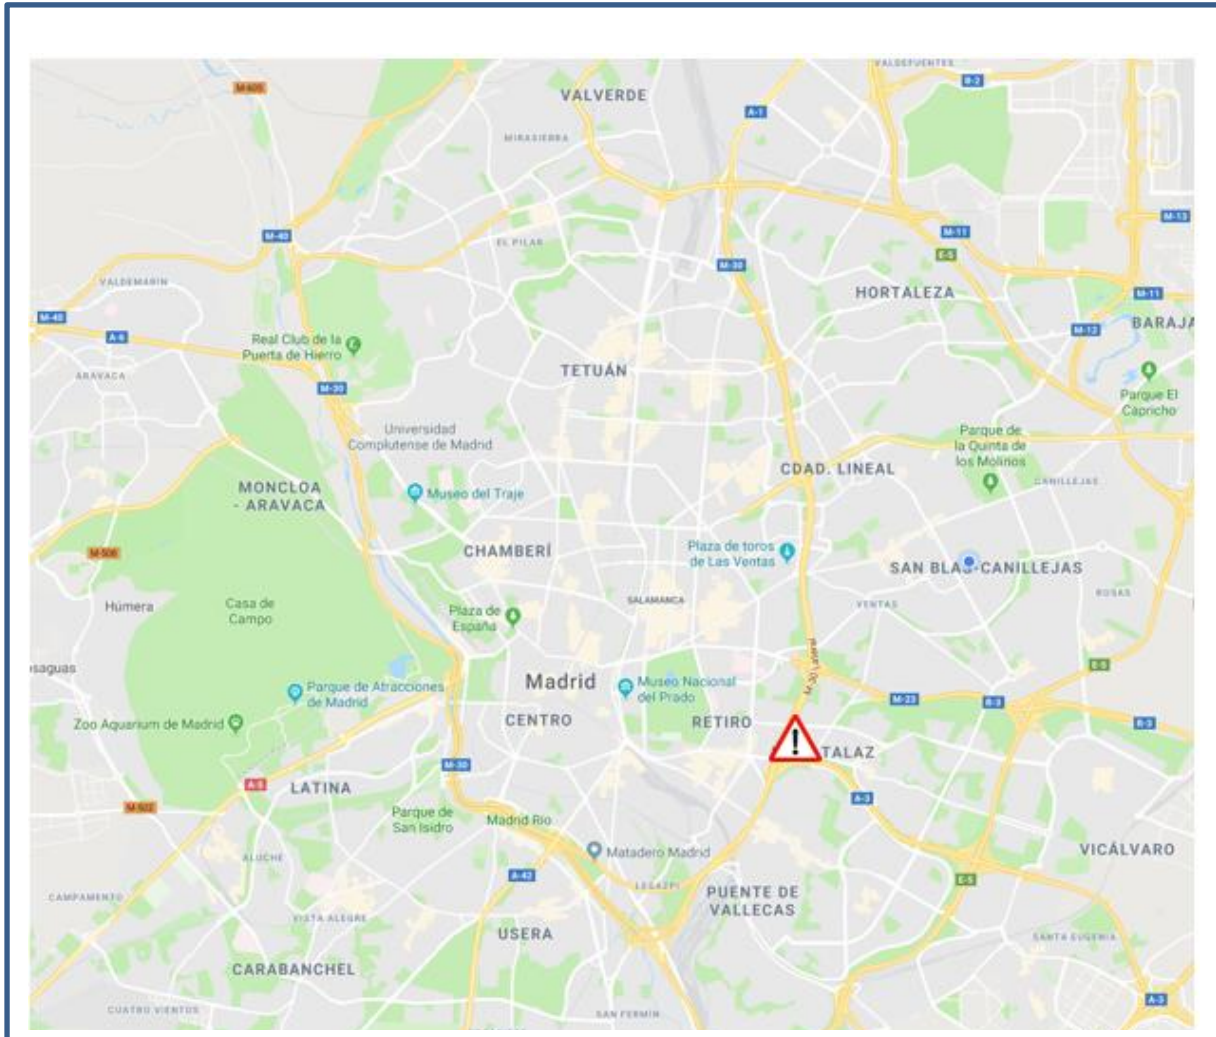 VALDEFUENTES
M-605
R-2
VALVERDE
A-1
MIRASIERRA
M-13
M-40
M-11
EL PILAR
E-5
M-30
VALDEMARÍN
HORTALEZA
M-11
M-40
BARAJA
A-6
M-12
Real Club de la
Puerta de Hierro
TETUÁN
ARAVACA
M-30
Parque El
Capricho
Universidad
Complutense de Madrid
Parque de
la Quinta de
los Molinos
CDAD. LINEAL
CANILLEJAS
MONCLOA
- ARAVACA
Museo del Traje
CHAMBERÍ
Plaza de toros
de Las Ventas
SAN BLAS-CANILLEJAS
Húmera
Casa de
Campo
SALAMANCA
VENTAS
ROSAS
Plaza de
España
osaguas
Madrid
E-5
Parque de Atracciones
de Madrid
Museo Nacional
del Prado
M-23
R-3
Zoo Aquarium de Madrid
CENTRO
RETIRO
R-3
!
TALAZ
M-30
A-5
LATINA
A-3
M-502
Parque de
San Isidro
Madrid Río
ALUCHE
Matadero Madrid
VICÁLVARO
A-42
LEGAZPI
E-5
CAMPAMENTO
PUENTE DE
VALLECAS
VISTA ALEGRE
USERA
SANTA EUGENIA
CARABANCHEL
A-3
CUATRO VIENTOS
SAN FERMÍN